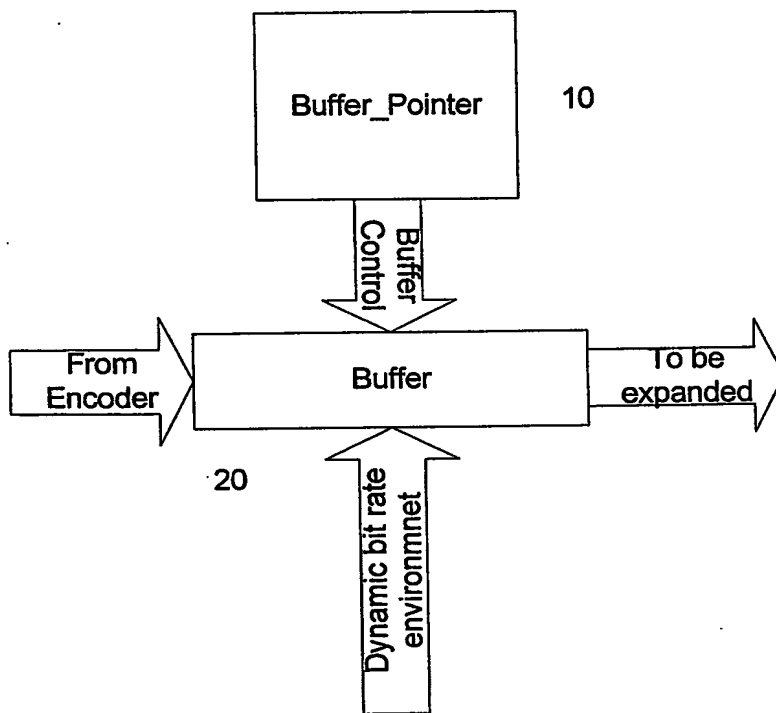 Buffer_Pointer
10
Buffer
Control
From
Encoder
Buffer
To be
expanded
20
Dynamic bit rate
environmnet